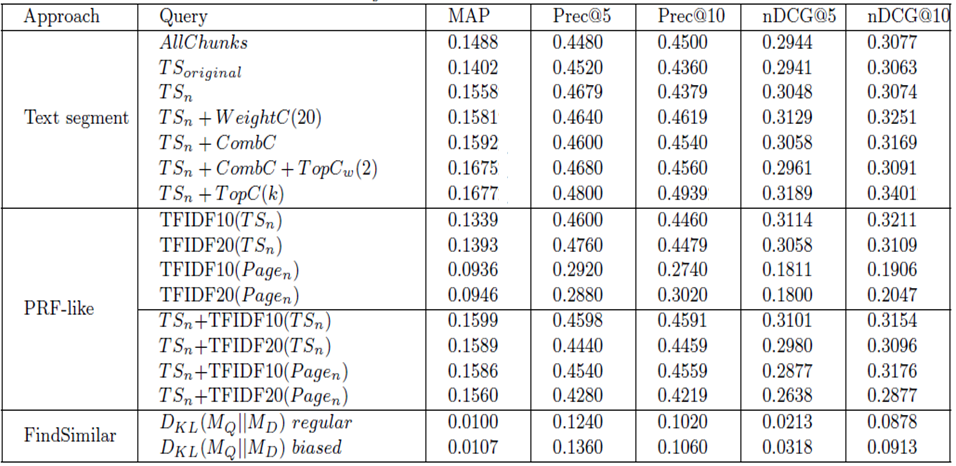 Approach Query MAP Prec@5 Prec@10 nDCG@5 nDCG@10
AllChunks 0.1488 0.4480 0.4500 0.2944 0.3077
TS_original 0.1402 0.4520 0.4360 0.2941 0.3063
TS_n 0.1558 0.4679 0.4379 0.3048 0.3074
Text segment TS_n + WeightC(20) 0.1581 0.4640 0.4619 0.3129 0.3251
TS_n + CombC 0.1592 0.4600 0.4540 0.3058 0.3169
TS_n + CombC + TopC_w(2) 0.1675 0.4680 0.4560 0.2961 0.3091
TS_n + TopC(k) 0.1677 0.4800 0.4939 0.3189 0.3401
TFIDF10(TS_n) 0.1339 0.4600 0.4460 0.3114 0.3211
TFIDF20(TS_n) 0.1393 0.4760 0.4479 0.3058 0.3109
TFIDF10(Page_n) 0.0936 0.2920 0.2740 0.1811 0.1906
TFIDF20(Page_n) 0.0946 0.2880 0.3020 0.1800 0.2047
PRF-like
TS_n+TFIDF10(TS_n) 0.1599 0.4598 0.4591 0.3101 0.3154
TS_n+TFIDF20(TS_n) 0.1589 0.4440 0.4459 0.2980 0.3096
TS_n+TFIDF10(Page_n) 0.1586 0.4540 0.4559 0.2877 0.3176
TS_n+TFIDF20(Page_n) 0.1560 0.4280 0.4219 0.2638 0.2877
FindSimilar
D_KL(M_Q||M_D) regular 0.0100 0.1240 0.1020 0.0213 0.0878
D_KL(M_Q||M_D) biased 0.0107 0.1360 0.1060 0.0318 0.0913